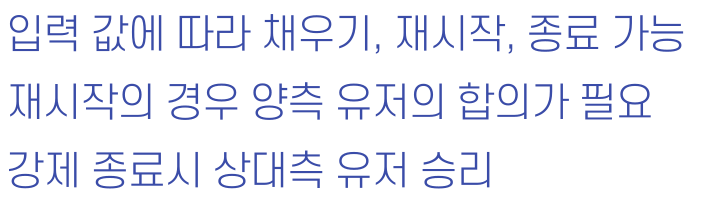 입력 값에 따라 채우기, 재시작, 종료 가능
재시작의 경우 양측 유저의 합의가 필요
강제 종료시 상대측 유저 승리